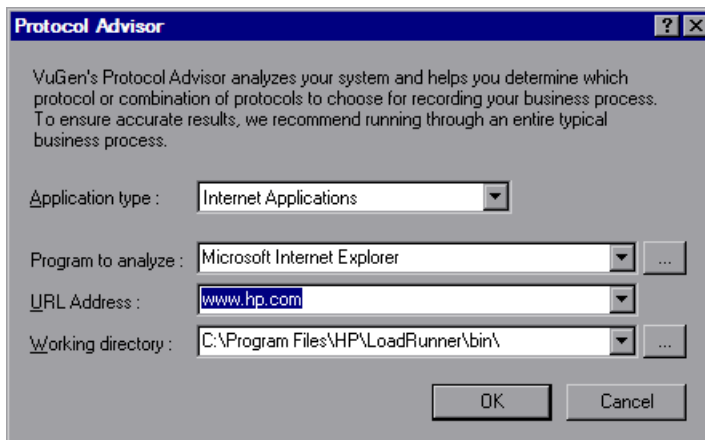 Protocol Advisor
VuGen's Protocol Advisor analyzes your system and helps you determine which
protocol or combination of protocols to choose for recording your business process.
To ensure accurate results, we recommend running through an entire typical
business process.
Application type : Internet Applications
Program to analyze : Microsoft Internet Explorer ...
URL Address : www.hp.com
Working directory : C:\Program Files\HP\LoadRunner\bin\ ...
OK Cancel